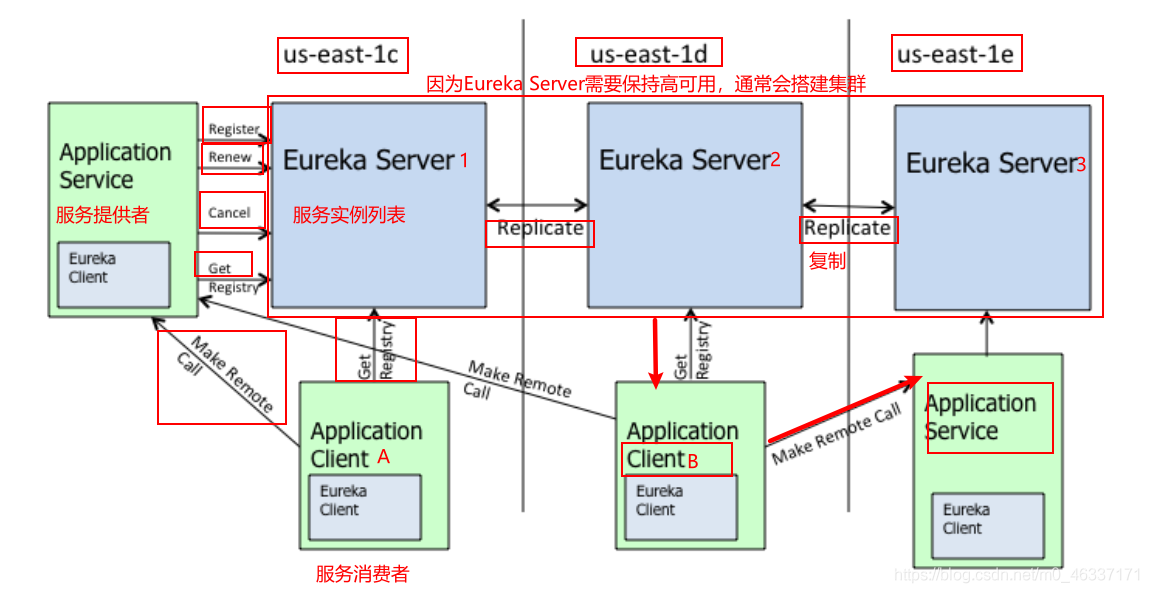 us-east-1c
us-east-1d
us-east-1e
因为Eureka Server需要保持高可用，通常会搭建集群
Application
Service
服务提供者
Eureka
Client
Register
Renew
Cancel
Get
Registry
Eureka Server 1
服务实例列表
Replicate
Eureka Server 2
Replicate
复制
Eureka Server 3
Make Remote
Call
Get
Registry
Make Remote
Call
Get
Registry
Make Remote Call
Application
Client A
Eureka
Client
服务消费者
Application
Client B
Eureka
Client
Application
Service
Eureka
Client
https://blog.csdn.net/m0_46337171